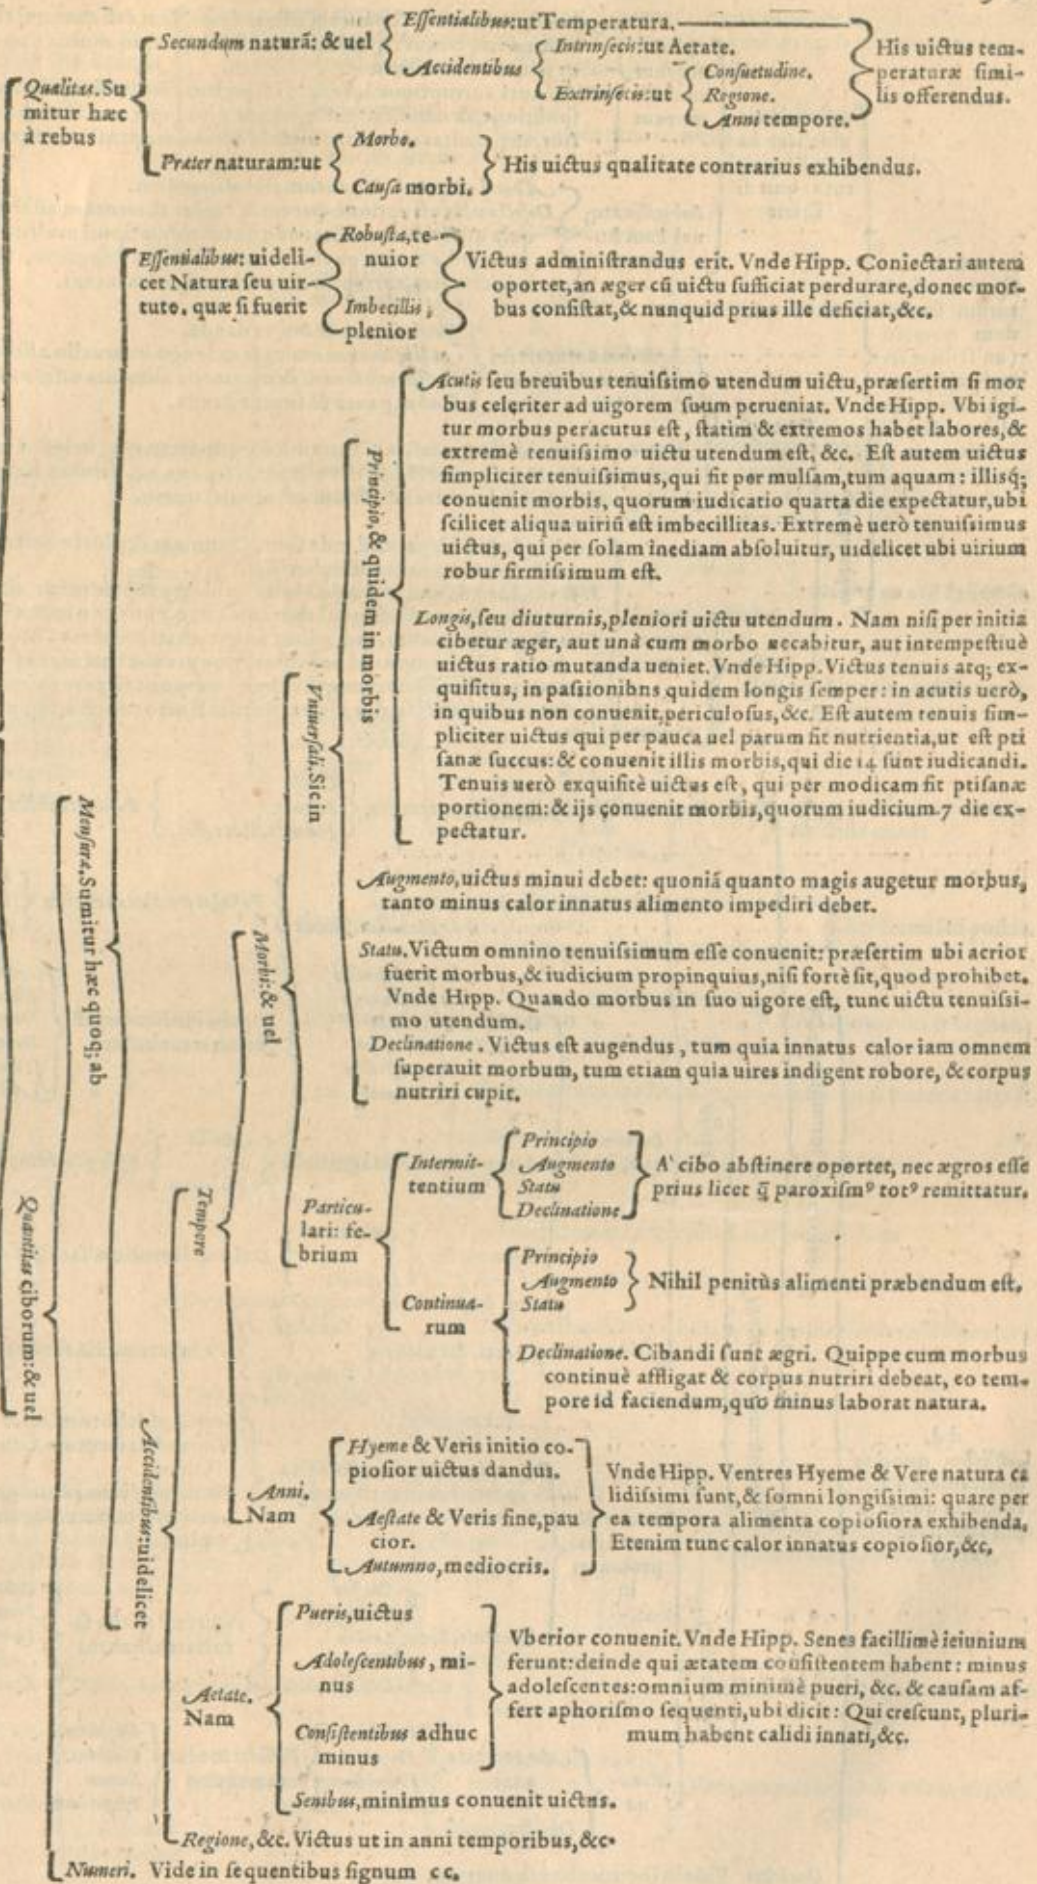 Qualitas. Su
mitur hæc
à rebus
Secundum naturã: & uel
Eſſentialibus: ut Temperatura.
Accidentibus
Intrinſecis: ut Aetate.
Extrinſecis: ut
Conſuetudine.
Regione.
Anni tempore.
His uictus tem-
peraturæ ſimi-
lis offerendus.
Præter naturam: ut
Morbo.
Cauſa morbi.
His uictus qualitate contrarius exhibendus.
Quantitas ciborum: & uel
Menſuræ. Sumitur hæc quoq; ab
Eſſentialibus: uideli-
cet Natura ſeu uir-
tute, quæ ſi fuerit
Robuſta, te-
nuior
Imbecillis,
plenior
Victus adminiſtrandus erit. Vnde Hipp. Coniectari autem
oportet, an æger cũ uictu ſufficiat perdurare, donec mor-
bus conſiſtat, & nunquid prius ille deficiat, &c.
Accidentibus: uidelicet
Tempore
Morbi: & uel
Vniuerſali. Sic in
Principio, & quidem in morbis
Acutis ſeu breuibus tenuiſsimo utendum uictu, præſertim ſi mor
bus celeriter ad uigorem ſuum perueniat. Vnde Hipp. Vbi igi-
tur morbus peracutus eſt, ſtatim & extremos habet labores, &
extremè tenuiſsimo uictu utendum eſt, &c. Eſt autem uictus
ſimpliciter tenuiſsimus, qui fit per mulſam, tum aquam: illisq́;
conuenit morbis, quorum iudicatio quarta die expectatur, ubi
ſcilicet aliqua uiriũ eſt imbecillitas. Extremè uerò tenuiſsimus
uictus, qui per ſolam inediam abſoluitur, uidelicet ubi uirium
robur firmiſsimum eſt.
Longis, ſeu diuturnis, pleniori uictu utendum. Nam niſi per initia
cibetur æger, aut unà cum morbo necabitur, aut intempeſtiuè
uictus ratio mutanda ueniet. Vnde Hipp. Victus tenuis atq; ex-
quiſitus, in paſsionibns quidem longis ſemper: in acutis uerò,
in quibus non conuenit, periculoſus, &c. Eſt autem tenuis ſim-
pliciter uictus qui per pauca uel parum fit nutrientia, ut eſt pti
ſanæ ſuccus: & conuenit illis morbis, qui die 14 ſunt iudicandi.
Tenuis uerò exquiſitè uictus eſt, qui per modicam fit ptiſanæ
portionem: & ijs conuenit morbis, quorum iudicium 7 die ex-
pectatur.
Augmento, uictus minui debet: quoniã quanto magis augetur morbus,
tanto minus calor innatus alimento impediri debet.
Statu. Victum omnino tenuiſsimum eſſe conuenit: præſertim ubi acrior
fuerit morbus, & iudicium propinquius, niſi fortè ſit, quod prohibet.
Vnde Hipp. Quando morbus in ſuo uigore eſt, tunc uictu tenuiſsi-
mo utendum.
Declinatione. Victus eſt augendus, tum quia innatus calor iam omnem
ſuperauit morbum, tum etiam quia uires indigent robore, & corpus
nutriri cupit.
Particu-
lari: fe-
brium
Intermit-
tentium
Principio
Augmento
Statu
Declinatione
A' cibo abſtinere oportet, nec ægros eſſe
prius licet q̃ paroxiſmꝰ totꝰ remittatur.
Continua-
rum
Principio
Augmento
Statu
Nihil penitùs alimenti præbendum eſt.
Declinatione. Cibandi ſunt ægri. Quippe cum morbus
continuè affligat & corpus nutriri debeat, eo tem-
pore id faciendum, quo minus laborat natura.
Anni.
Nam
Hyeme & Veris initio co-
pioſior uictus dandus.
Aeſtate & Veris fine, pau
cior.
Autumno, mediocris.
Vnde Hipp. Ventres Hyeme & Vere natura ca
lidiſsimi ſunt, & ſomni longiſsimi: quare per
ea tempora alimenta copioſiora exhibenda.
Etenim tunc calor innatus copioſior, &c.
Aetate.
Nam
Pueris, uictus
Adoleſcentibus, mi-
nus
Conſiſtentibus adhuc
minus
Vberior conuenit. Vnde Hipp. Senes facillimè ieiunium
ferunt: deinde qui ætatem conſiſtentem habent: minus
adoleſcentes: omnium minimè pueri, &c. & cauſam af-
fert aphoriſmo ſequenti, ubi dicit: Qui creſcunt, pluri-
mum habent calidi innati, &c.
Senibus, minimus conuenit uictus.
Regione, &c. Victus ut in anni temporibus, &c.
Numeri. Vide in ſequentibus ſignum cc.